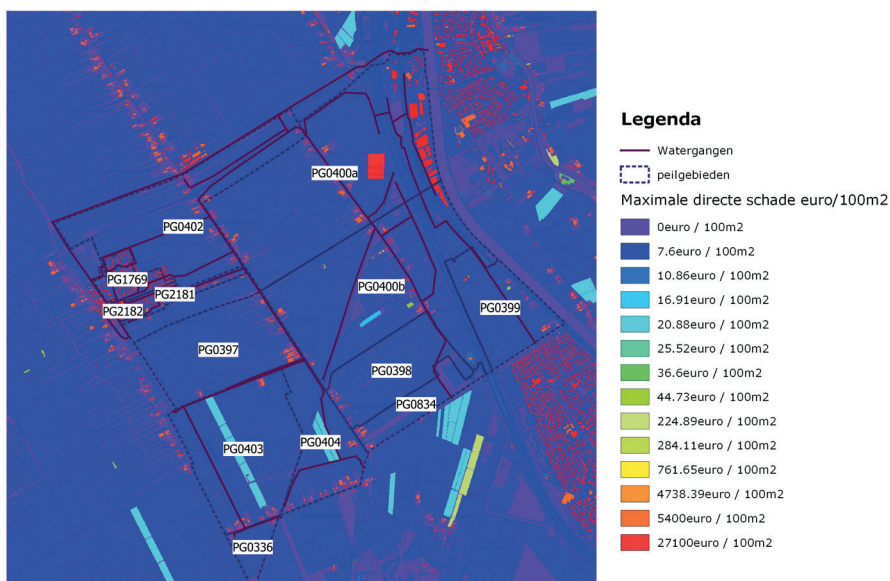 PG0400a
PG0402
PG1769
PG2181
PG2182
PG0400b
PG0399
PG0397
PG0398
PG0834
PG0403
PG0404
PG0336
Legenda
Watergangen
peilgebieden
Maximale directe schade euro/100m2
0euro / 100m2
7.6euro / 100m2
10.86euro / 100m2
16.91euro / 100m2
20.88euro / 100m2
25.52euro / 100m2
36.6euro / 100m2
44.73euro / 100m2
224.89euro / 100m2
284.11euro / 100m2
761.65euro / 100m2
4738.39euro / 100m2
5400euro / 100m2
27100euro / 100m2